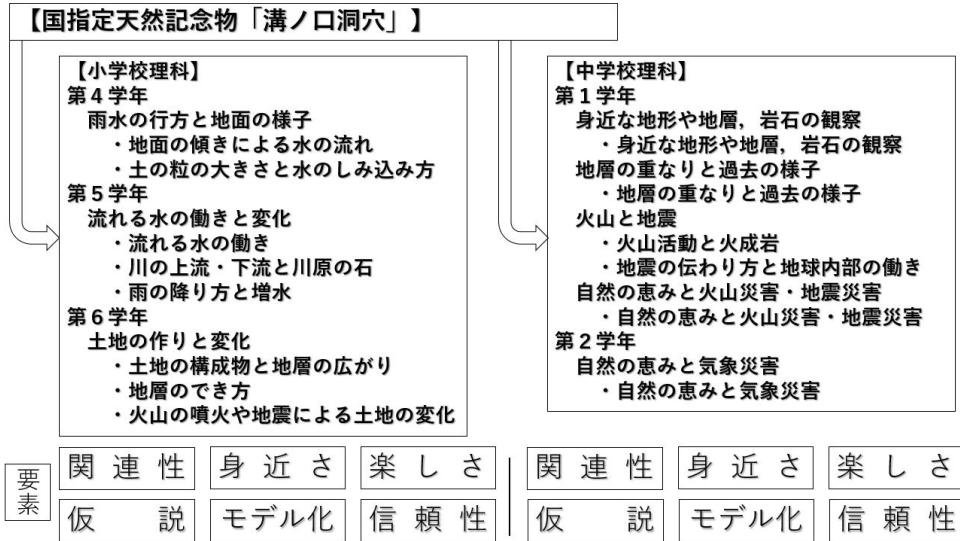 【国指定天然記念物「溝ノ口洞穴」】
【小学校理科】
第４学年
雨水の行方と地面の様子
・地面の傾きによる水の流れ
・土の粒の大きさと水のしみ込み方
第５学年
流れる水の働きと変化
・流れる水の働き
・川の上流・下流と川原の石
・雨の降り方と増水
第６学年
土地の作りと変化
・土地の構成物と地層の広がり
・地層のでき方
・火山の噴火や地震による土地の変化
【中学校理科】
第１学年
身近な地形や地層，岩石の観察
・身近な地形や地層，岩石の観察
地層の重なりと過去の様子
・地層の重なりと過去の様子
火山と地震
・火山活動と火成岩
・地震の伝わり方と地球内部の働き
自然の恵みと火山災害・地震災害
・自然の恵みと火山災害・地震災害
第２学年
自然の恵みと気象災害
・自然の恵みと気象災害
要素
関連性 身近さ 楽しさ 関連性 身近さ 楽しさ
仮説 モデル化 信頼性 仮説 モデル化 信頼性